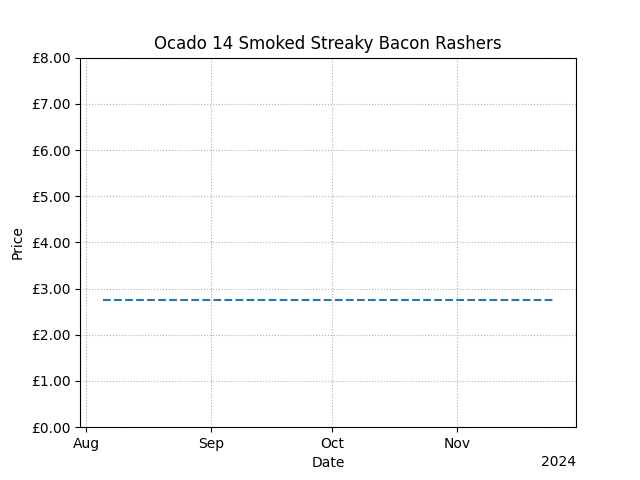 Ocado 14 Smoked Streaky Bacon Rashers
£8.00
£7.00
£6.00
£5.00
£4.00
£3.00
£2.00
£1.00
£0.00
Price
Aug Sep Oct Nov
Date
2024